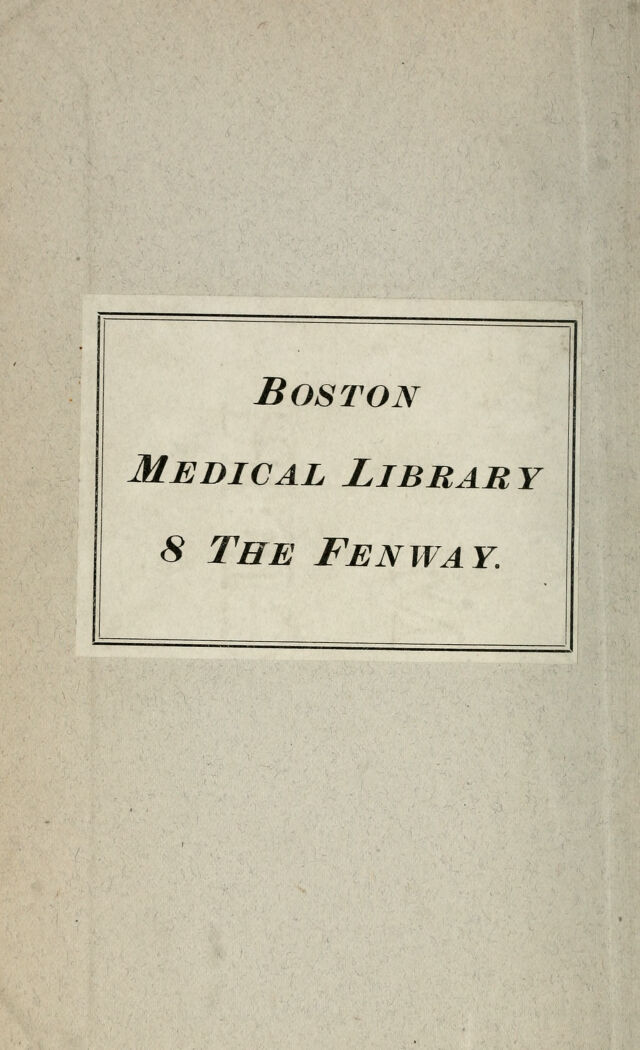 BOSTON
MEDICAL LIBRARY
8 THE FENWAY.